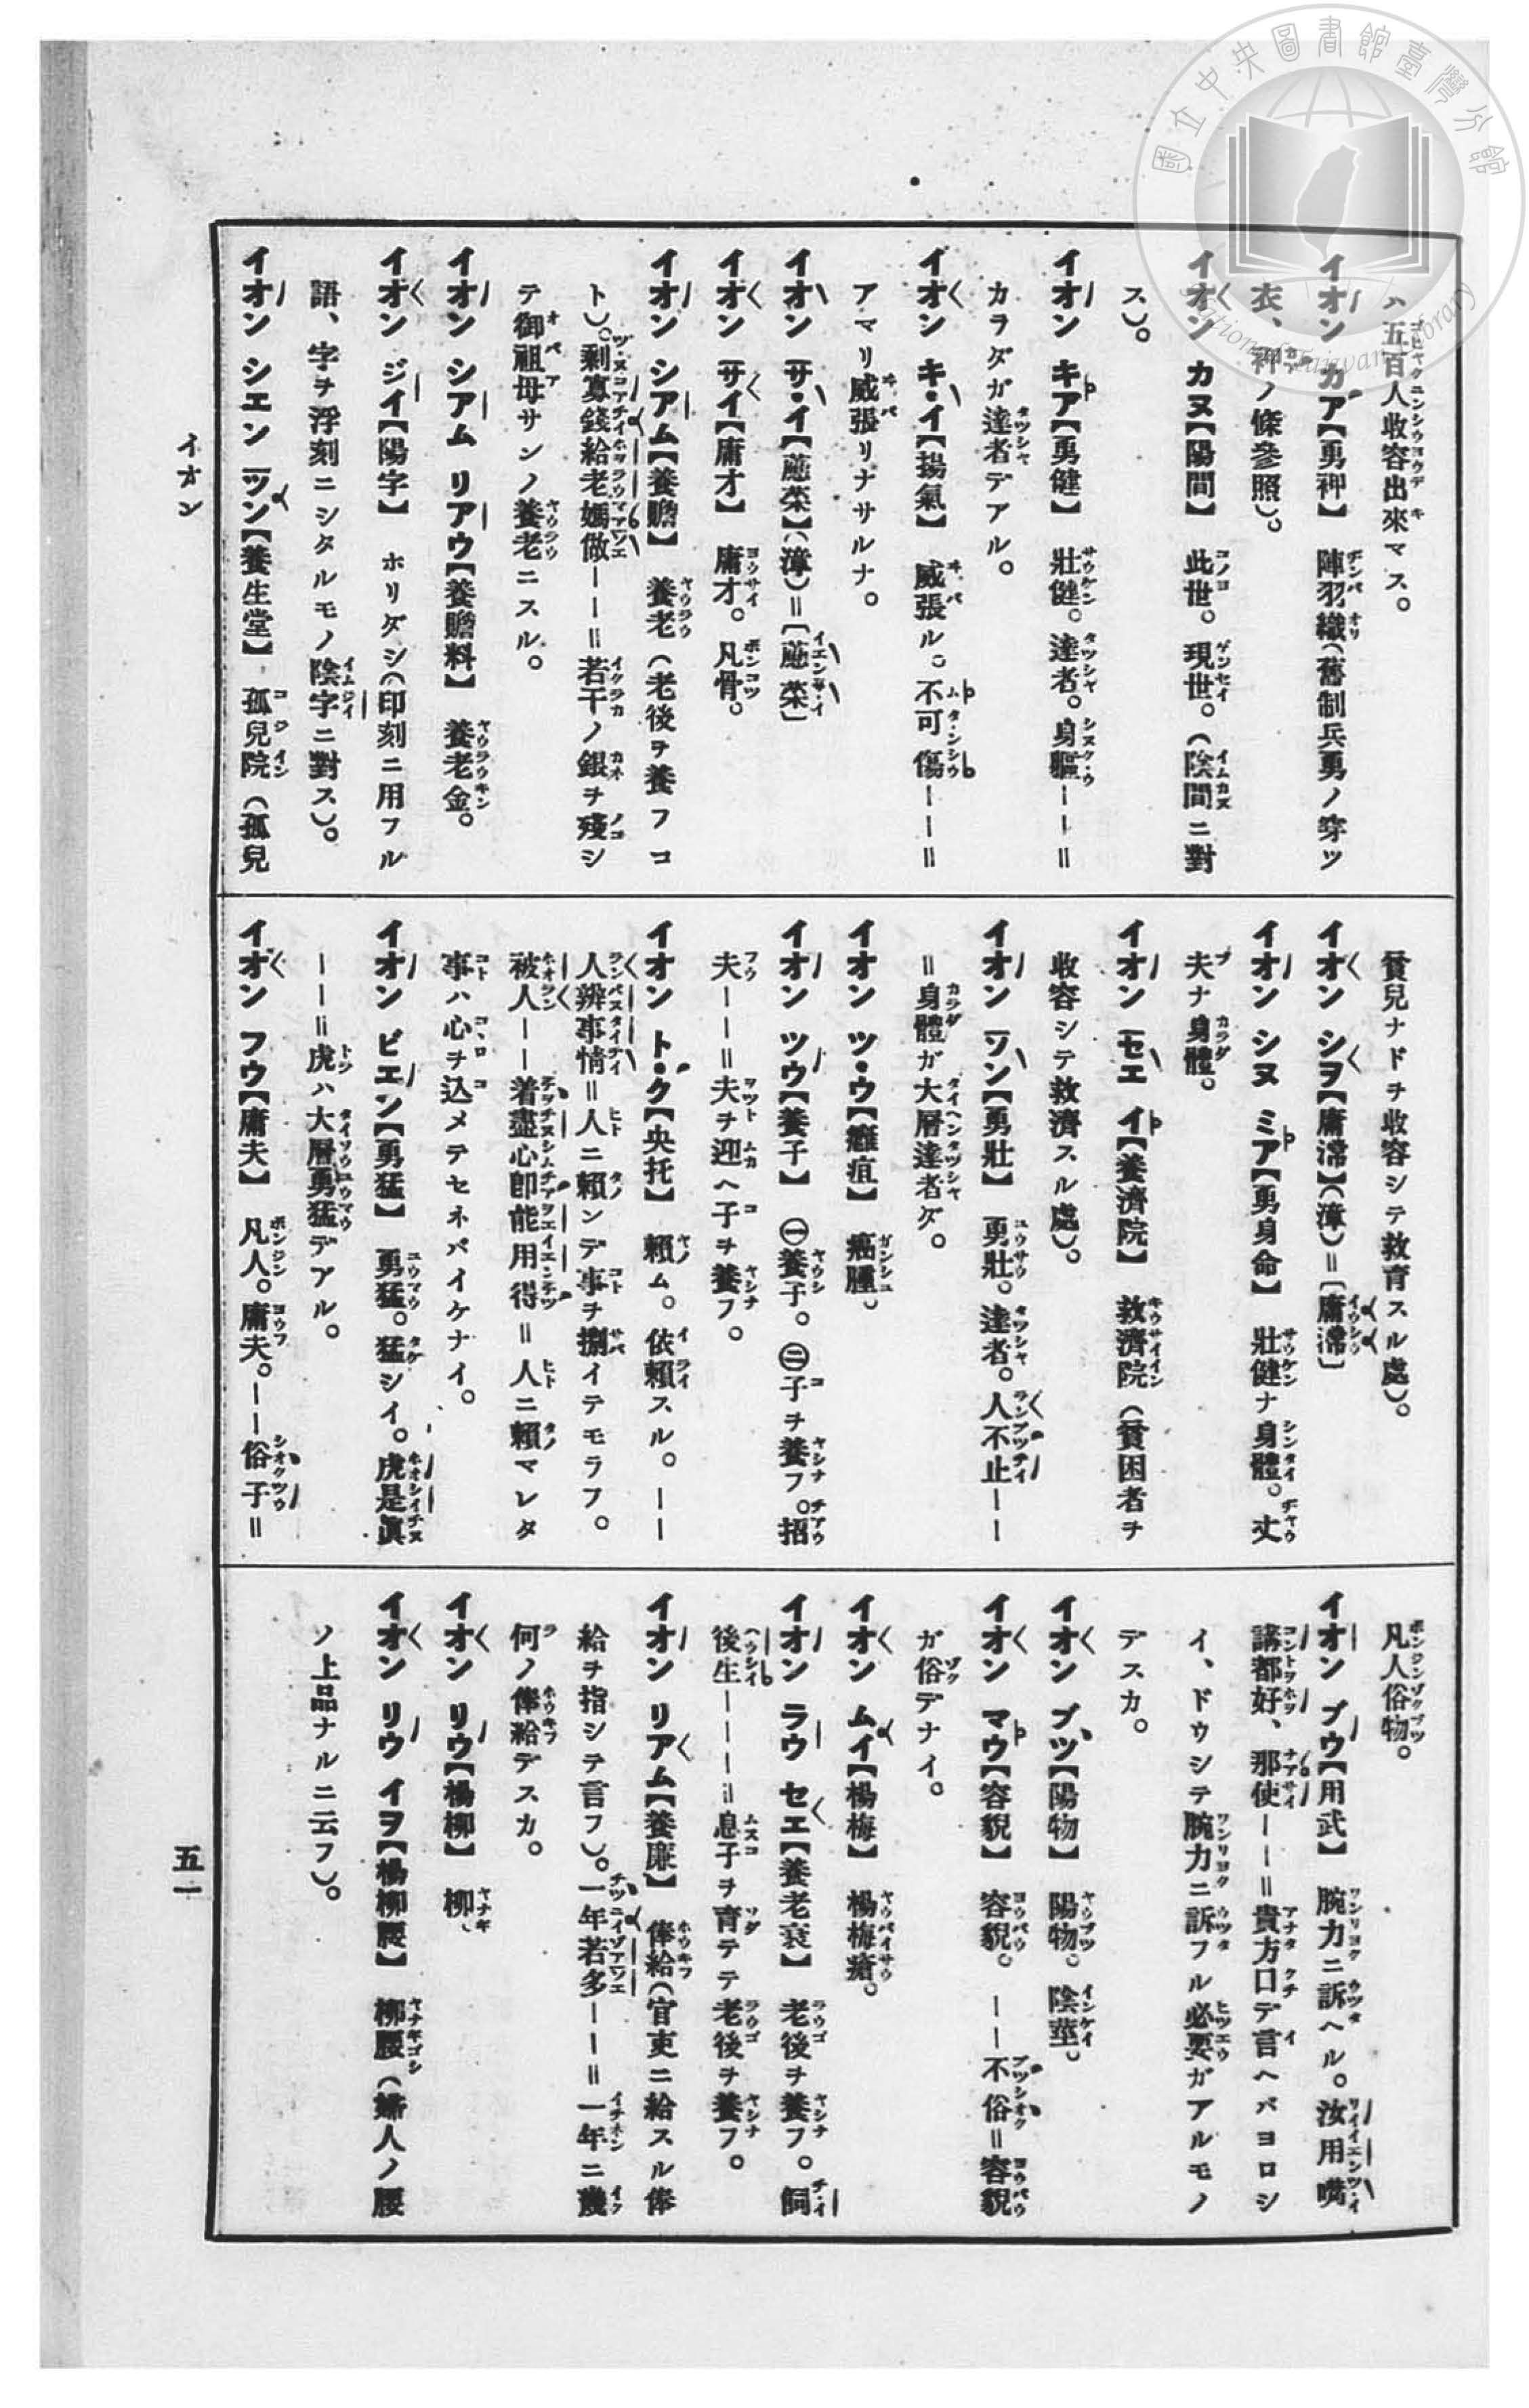 國立中央圖書館臺灣分館
National Taiwan Library
ハ五百人收容出來マス。
イオン カア【勇裨】 陣羽織(舊制兵勇ノ穿ツ
衣、裨ノ條參照)。
イオン カヌ【陽間】 此世。現世。(陰間ニ對
ス)。
イオン キア【勇健】 壯健。達者。身軀——=
カラダガ達者デアル。
イオン キ・イ【揚氣】 威張ル。不可傷——=
アマリ威張リナサルナ。
イオン サ・イ【蔫菜】(漳)=〔蔫菜〕
イオン サイ【庸才】 庸才。凡骨。
イオン シアム【養贍】 養老(老後ヲ養フコ
ト)。剩寡錢給老媽做——=若干ノ銀ヲ殘シ
テ御祖母サンノ養老ニスル。
イオン シアム リアウ【養贍料】 養老金。
イオン ジイ【陽字】 ホリダシ(印刻ニ用フル
語、字ヲ浮刻ニシタルモノ陰字ニ對ス)。
イオン シエン ツン【養生堂】 孤兒院(孤兒
貧兒ナドヲ收容シテ救育スル處)。
イオン シヲ【庸常】(漳)=〔庸常〕
イオン シヌ ミア【勇身命】 壯健ナ身體。丈
夫ナ身體。
イオン セエ イ【養濟院】 救濟院(貧困者ヲ
收容シテ救濟スル處)。
イオン ツン【勇壯】 勇壯。達者。人不止——
=身體ガ大層達者ダ。
イオン ツ・ウ【癰疽】 癌腫。
イオン ツウ【養子】 ㊀養子。㊁子ヲ養フ。招
夫——=夫ヲ迎ヘ子ヲ養フ。
イオン ト・ク【央托】 賴ム。依賴スル。——
人辨事情=人ニ賴ンデ事ヲ捌イテモラフ。
被人——着盡心卽能用得=人ニ賴マレタ
事ハ心ヲ込メテセネバイケナイ。
イオン ビエン【勇猛】 勇猛。猛シイ。虎是眞
——=虎ハ大層勇猛デアル。
イオン フウ【庸夫】 凡人。庸夫。——俗子=
凡人俗物。
イオン ブウ【用武】 腕力ニ訴ヘル。汝用嘴
講都好、那使——=貴方口デ言ヘバヨロシ
イ、ドウシテ腕力ニ訴フル必要ガアルモノ
デスカ。
イオン ブツ【陽物】 陽物。陰莖。
イオン マウ【容貌】 容貌。——不俗=容貌
ガ俗デナイ。
イオン ムイ【楊梅】 楊梅瘡。
イオン ラウ セエ【養老衰】 老後ヲ養フ。飼
後生———=息子ヲ育テテ老後ヲ養フ。
イオン リアム【養廉】 俸給(官吏ニ給スル俸
給ヲ指シテ言フ)。一年若多——=一年ニ幾
何ノ俸給デスカ。
イオン リウ【楊柳】 柳。
イオン リウ イヲ【楊柳腰】 柳腰(婦人ノ腰
ノ上品ナルニ云フ)。
イオン
五一